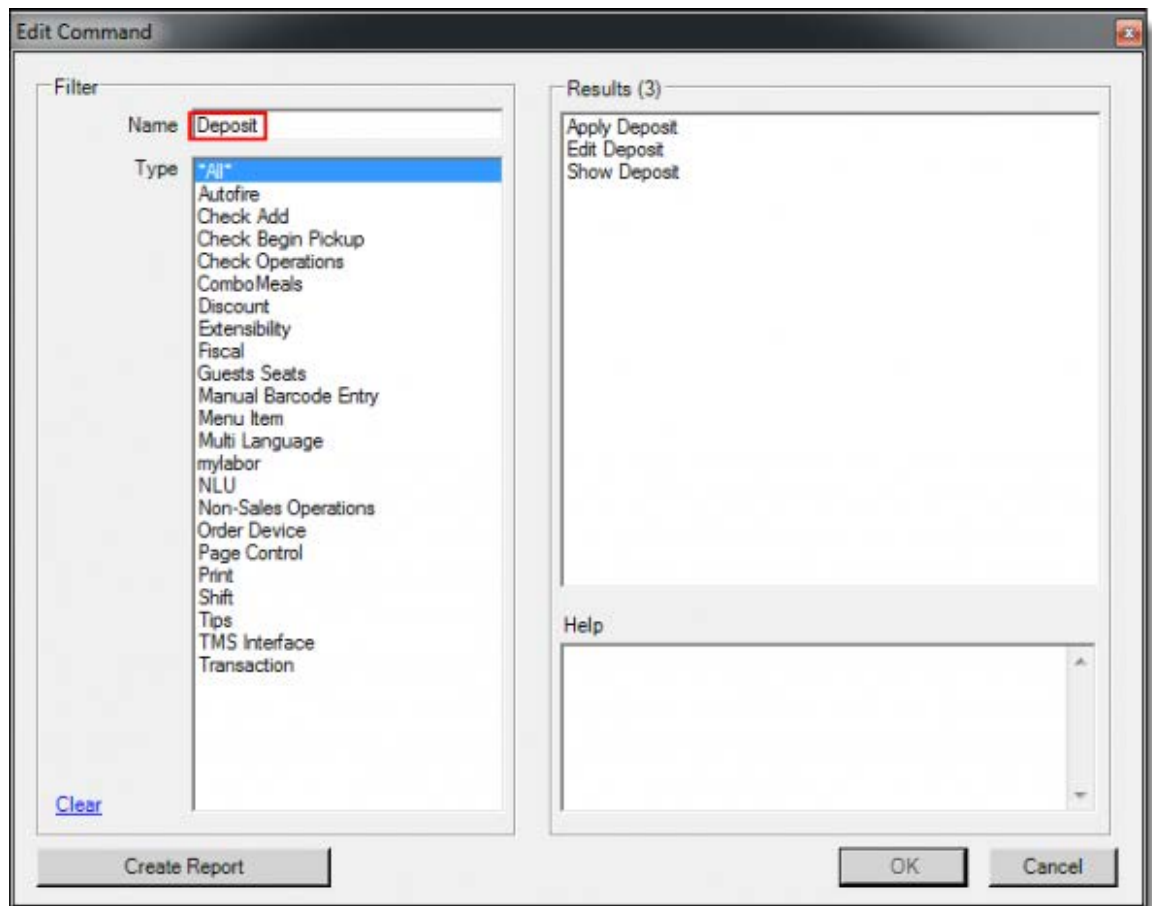 Edit Command
Filter
Name Deposit
Type *All*
Autofire
Check Add
Check Begin Pickup
Check Operations
ComboMeals
Discount
Extensibility
Fiscal
Guests Seats
Manual Barcode Entry
Menu Item
Multi Language
mylabor
NLU
Non-Sales Operations
Order Device
Page Control
Print
Shift
Tips
TMS Interface
Transaction
Clear
Results (3)
Apply Deposit
Edit Deposit
Show Deposit
Help
Create Report
OK
Cancel